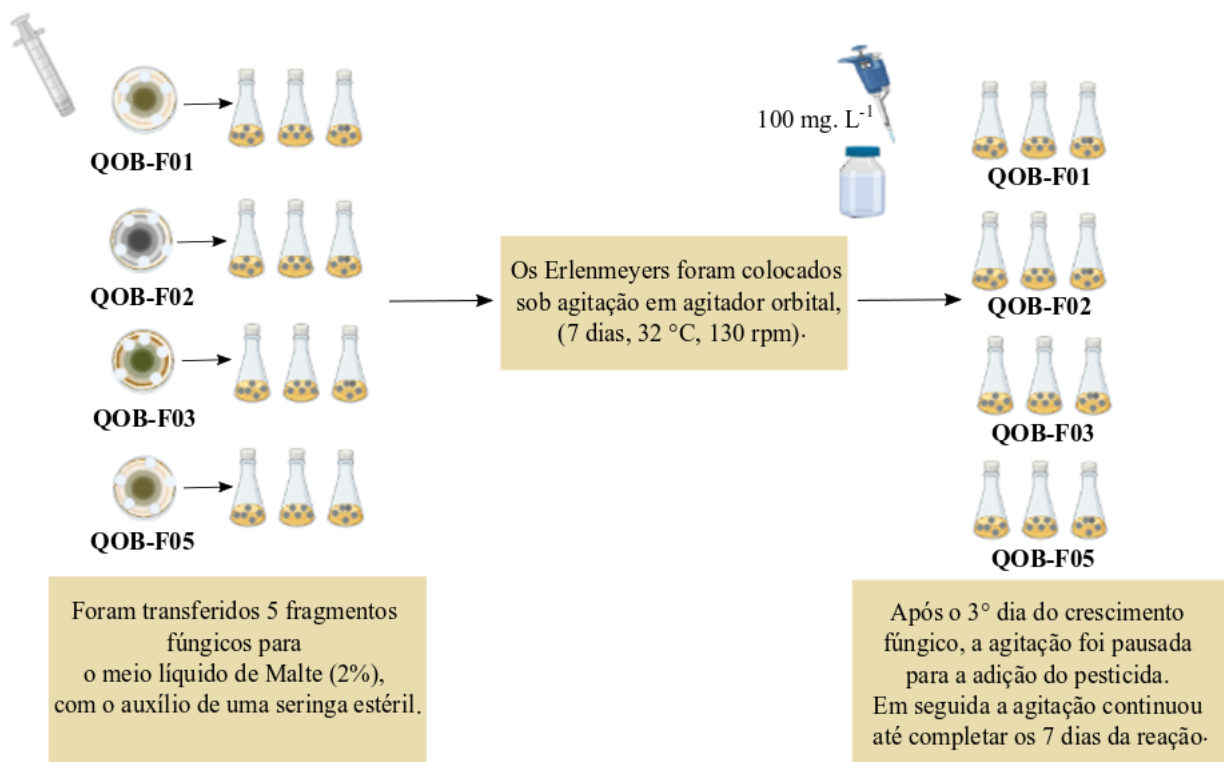 QOB-F01
QOB-F02
QOB-F03
QOB-F05
Foram transferidos 5 fragmentos
fúngicos para
o meio líquido de Malte (2%),
com o auxílio de uma seringa estéril.
Os Erlenmeyers foram colocados
sob agitação em agitador orbital,
(7 dias, 32 °C, 130 rpm).
100 mg. L⁻¹
QOB-F01
QOB-F02
QOB-F03
QOB-F05
Após o 3° dia do crescimento
fúngico, a agitação foi pausada
para a adição do pesticida.
Em seguida a agitação continuou
até completar os 7 dias da reação.